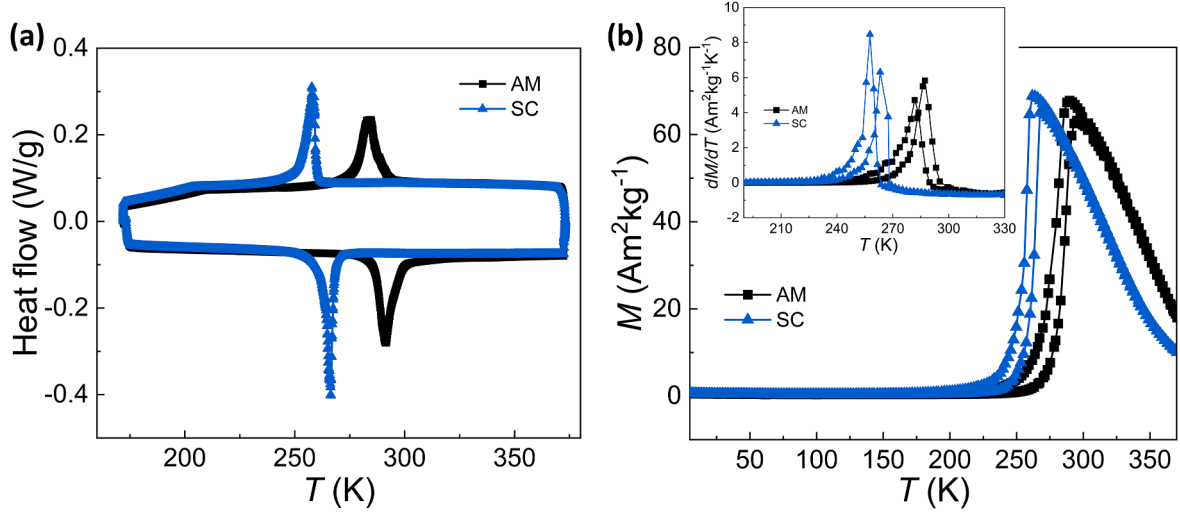 (a)
0.4
0.2
0.0
-0.2
-0.4
Heat flow (W/g)
AM
SC
200
250
300
350
T (K)
(b)
80
60
40
20
0
M (Am²kg⁻¹)
AM
SC
50
100
150
200
250
300
350
T (K)
10
8
6
4
2
0
-2
dM/dT (Am²kg⁻¹K⁻¹)
AM
SC
210
240
270
300
330
T (K)